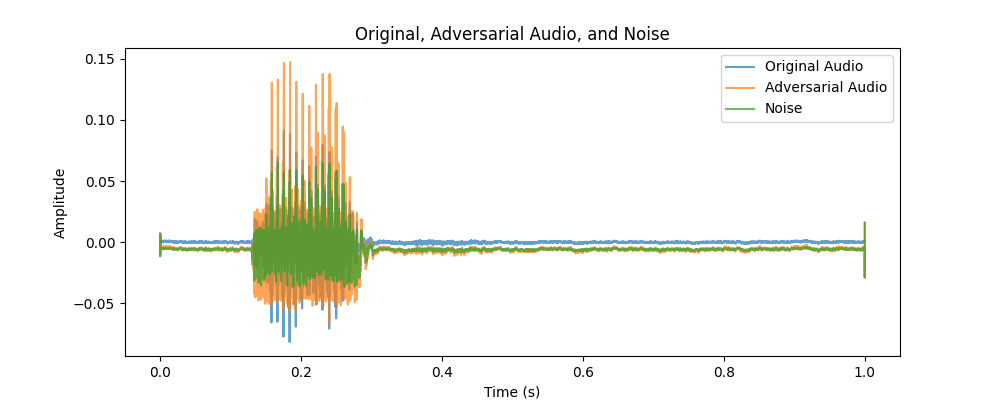 Original, Adversarial Audio, and Noise
Original Audio
Adversarial Audio
Noise
Amplitude
0.15
0.10
0.05
0.00
−0.05
0.0 0.2 0.4 0.6 0.8 1.0
Time (s)